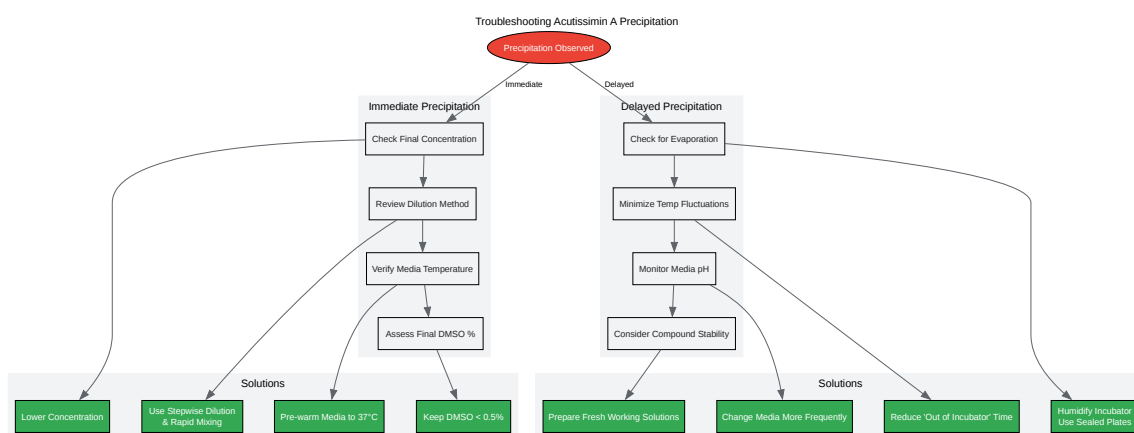 Troubleshooting Acutissimin A Precipitation
Precipitation Observed
Immediate
Delayed
Immediate Precipitation
Delayed Precipitation
Check Final Concentration
Check for Evaporation
Review Dilution Method
Minimize Temp Fluctuations
Verify Media Temperature
Monitor Media pH
Assess Final DMSO %
Consider Compound Stability
Solutions
Solutions
Lower Concentration
Use Stepwise Dilution
& Rapid Mixing
Pre-warm Media to 37°C
Keep DMSO < 0.5%
Prepare Fresh Working Solutions
Change Media More Frequently
Reduce 'Out of Incubator' Time
Humidify Incubator
Use Sealed Plates